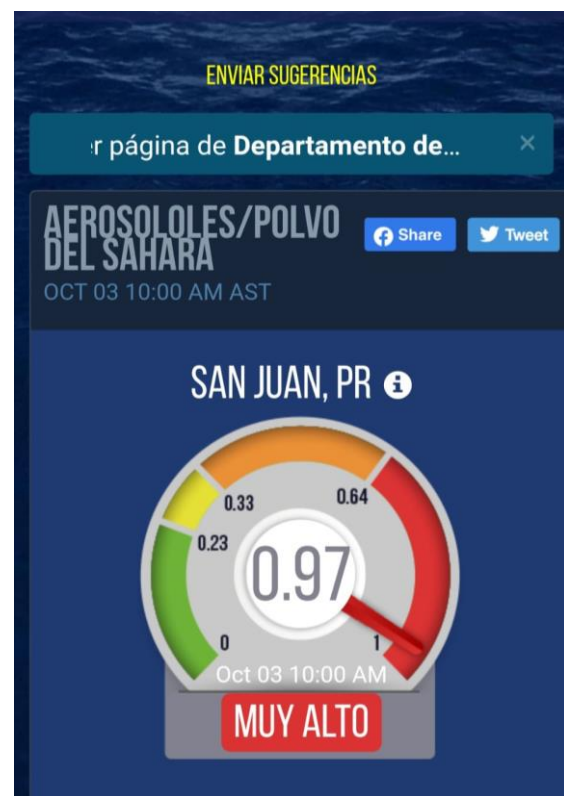 ENVIAR SUGERENCIAS
r página de Departamento de... ×
AEROSOLOLES/POLVO
DEL SAHARA
Share
Tweet
OCT 03 10:00 AM AST
SAN JUAN, PR
0.33
0.64
0.23
0.97
0
1
Oct 03 10:00 AM
MUY ALTO